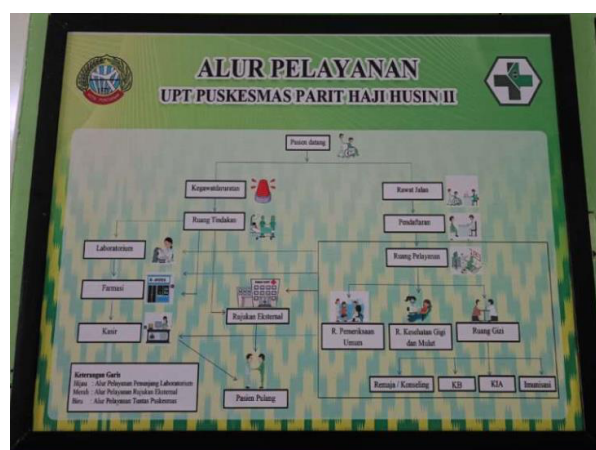 ALUR PELAYANAN
UPT PUSKESMAS PARIT HAJI HUSIN II
Pasien datang
Kegawatdaruratan
Rawat Jalan
Ruang Tindakan
Pendaftaran
Laboratorium
Ruang Pelayanan
Farmasi
Rujukan Eksternal
Kasir
R. Pemeriksaan
Umum
R. Kesehatan Gigi
dan Mulut
Ruang Gizi
Keterangan Garis
Hijau : Alur Pelayanan Penunjang Laboratorium
Merah : Alur Pelayanan Rujukan Eksternal
Biru : Alur Pelayanan Tuntas Puskesmas
Pasien Pulang
Remaja / Konseling
KB
KIA
Imunisasi